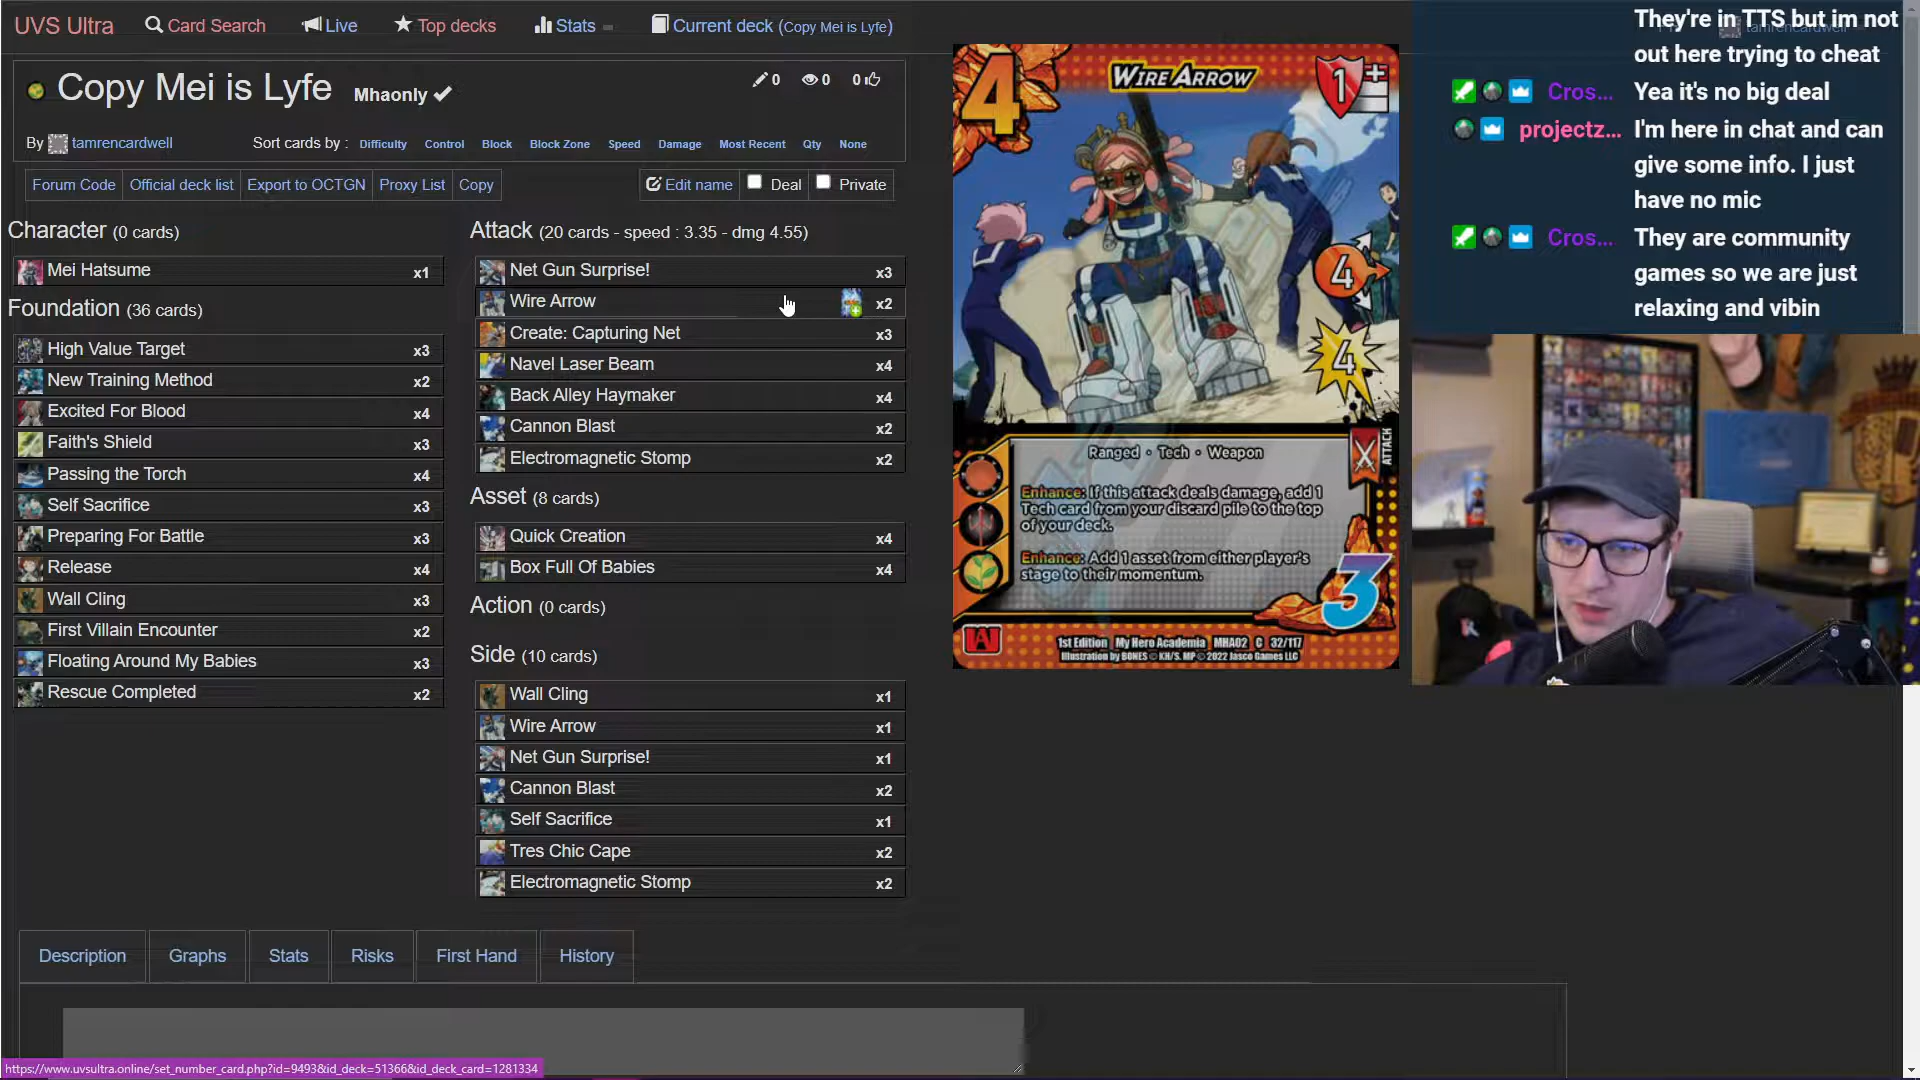 UVS Ultra
Card Search
Live
Top decks
Stats
Current deck (Copy Mei is Lyfe)
Copy Mei is Lyfe
Mhaonly
0
0
0
By tamrencardwell
Sort cards by :
Difficulty
Control
Block
Block Zone
Speed
Damage
Most Recent
Qty
None
Forum Code
Official deck list
Export to OCTGN
Proxy List
Copy
Edit name
Deal
Private
Character (0 cards)
Mei Hatsume x1
Foundation (36 cards)
High Value Target x3
New Training Method x2
Excited For Blood x4
Faith's Shield x3
Passing the Torch x4
Self Sacrifice x3
Preparing For Battle x3
Release x4
Wall Cling x3
First Villain Encounter x2
Floating Around My Babies x3
Rescue Completed x2
Attack (20 cards - speed : 3.35 - dmg 4.55)
Net Gun Surprise! x3
Wire Arrow x2
Create: Capturing Net x3
Navel Laser Beam x4
Back Alley Haymaker x4
Cannon Blast x2
Electromagnetic Stomp x2
Asset (8 cards)
Quick Creation x4
Box Full Of Babies x4
Action (0 cards)
Side (10 cards)
Wall Cling x1
Wire Arrow x1
Net Gun Surprise! x1
Cannon Blast x2
Self Sacrifice x1
Tres Chic Cape x2
Electromagnetic Stomp x2
Description
Graphs
Stats
Risks
First Hand
History
https://www.uvsultra.online/set_number_card.php?id=9493&id_deck=51366&id_deck_card=1281334
4
WIRE ARROW
1
+
4
4
ATTACK
Ranged • Tech • Weapon
Enhance: If this attack deals damage, add 1
Tech card from your discard pile to the top
of your deck.
Enhance: Add 1 asset from either player's
stage to their momentum.
3
1st Edition My Hero Academia MHA02 C 32/117
Illustration by BONES © KH/S, MP © 2022 Jasco Games LLC
tamrencardwell
They're in TTS but im not
out here trying to cheat
Cros... Yea it's no big deal
projectz... I'm here in chat and can
give some info. I just
have no mic
Cros... They are community
games so we are just
relaxing and vibin